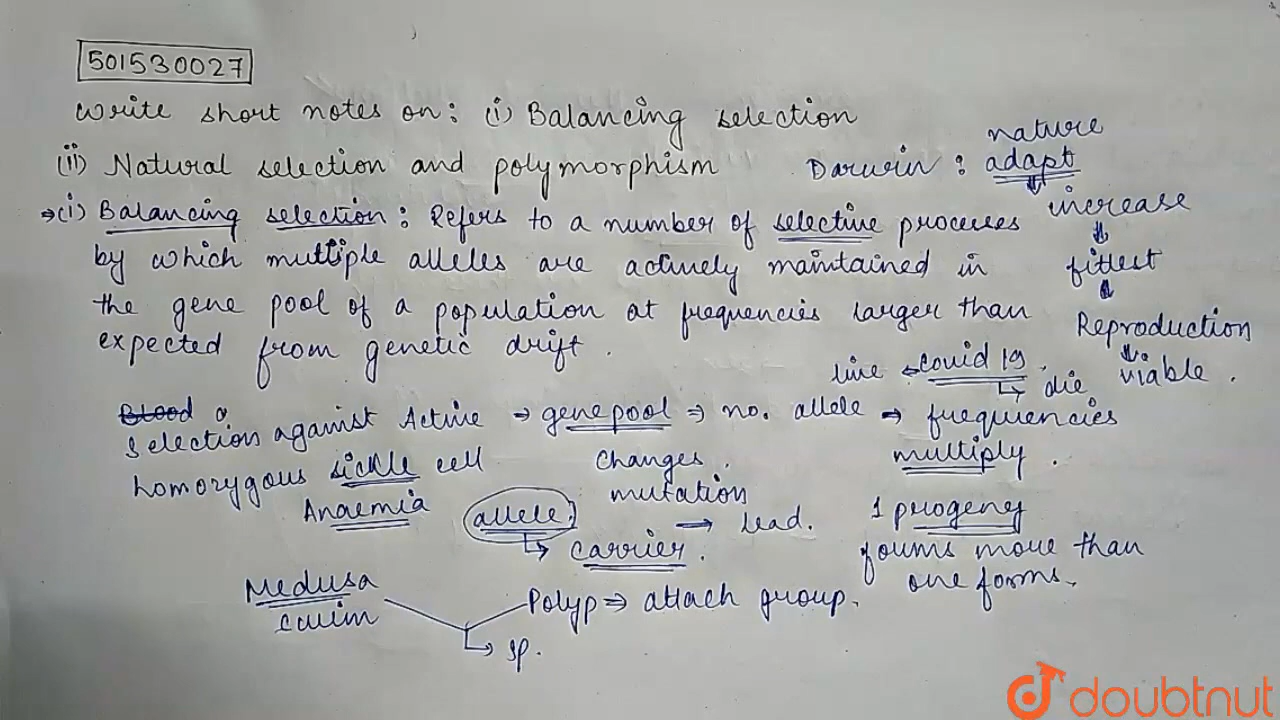 501530027
Write short notes on: (i) Balancing selection
(ii) Natural selection and polymorphism
Darwin : nature
adapt
increase
fittest
Reproduction
viable.
⇒(i) Balancing selection: Refers to a number of selective processes
by which multiple alleles are actively maintained in
the gene pool of a population at frequencies larger than
expected from genetic drift.
live ← covid 19.
↳ die
Blood
Selection against Active → gene pool ⇒ no. allele → frequencies
homozygous sickle cell
Anaemia
changes.
mutation
→ lead.
multiply.
allele.
↳ carrier.
1 progeny
forms more than
one forms.
Medusa
swim
Polyp ⇒ attach group.
↳ sp.
doubtnut